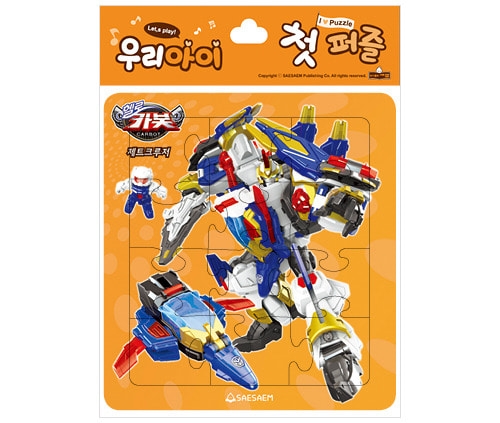 Let's play!
우리아이
I ♥ Puzzle
첫 퍼즐
Copyright ⓒ SAESAEM Publishing Co. All rights reserved.
헬로
카봇
CARBOT
제트크루저
SAESAEM